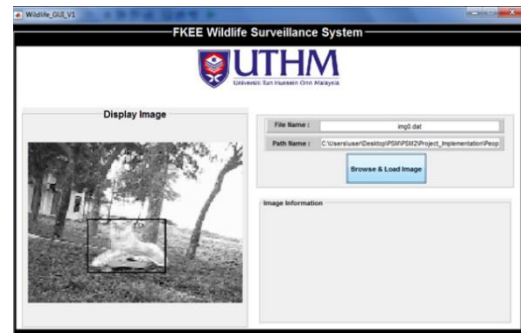 Wildlife_GUI_V1
FKEE Wildlife Surveillance System
UTHM
Universiti Tun Hussein Onn Malaysia
Display Image
File Name :
img0.dat
Path Name :
C:\Users\user\Desktop\PSM\PSM2\Project_Implementation\Peop
Browse & Load Image
Image Information